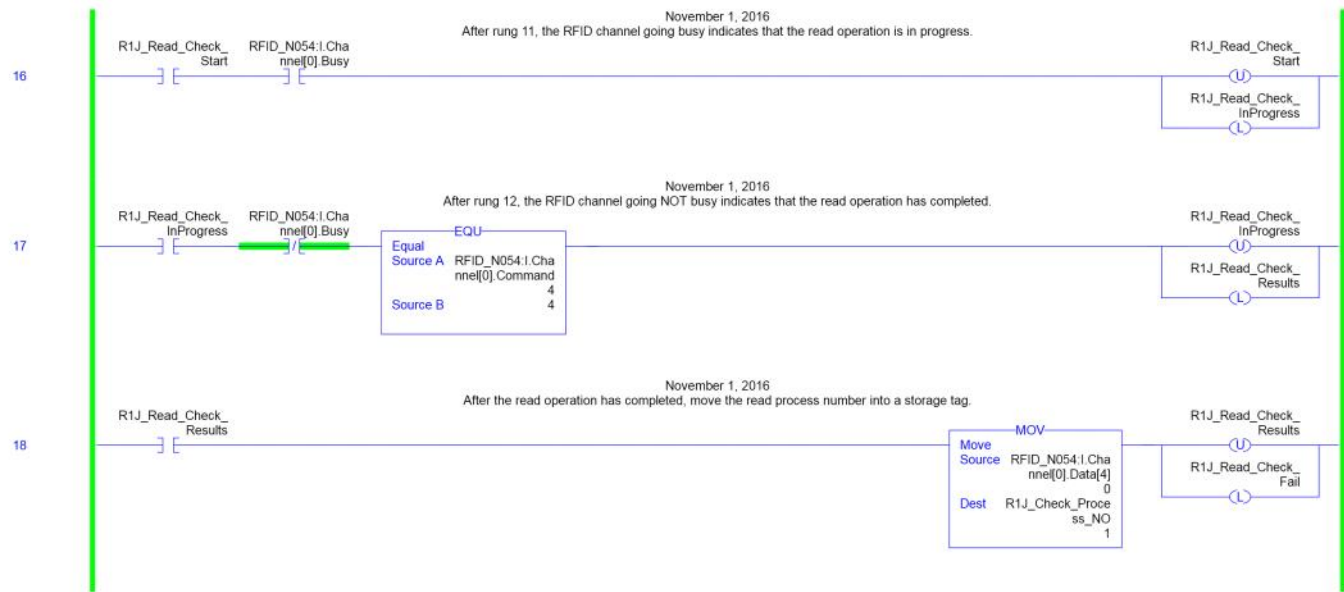 November 1, 2016
After rung 11, the RFID channel going busy indicates that the read operation is in progress.
R1J_Read_Check_
Start
RFID_N054:I.Cha
nnel[0].Busy
R1J_Read_Check_
Start
16
U
R1J_Read_Check_
InProgress
L
November 1, 2016
After rung 12, the RFID channel going NOT busy indicates that the read operation has completed.
R1J_Read_Check_
InProgress
RFID_N054:I.Cha
nnel[0].Busy
R1J_Read_Check_
InProgress
17
EQU
Equal
Source A RFID_N054:I.Cha
nnel[0].Command
4
Source B 4
U
R1J_Read_Check_
Results
L
November 1, 2016
After the read operation has completed, move the read process number into a storage tag.
R1J_Read_Check_
Results
R1J_Read_Check_
Results
18
MOV
Move
Source RFID_N054:I.Cha
nnel[0].Data[4]
0
Dest R1J_Check_Proce
ss_NO
1
U
R1J_Read_Check_
Fail
L